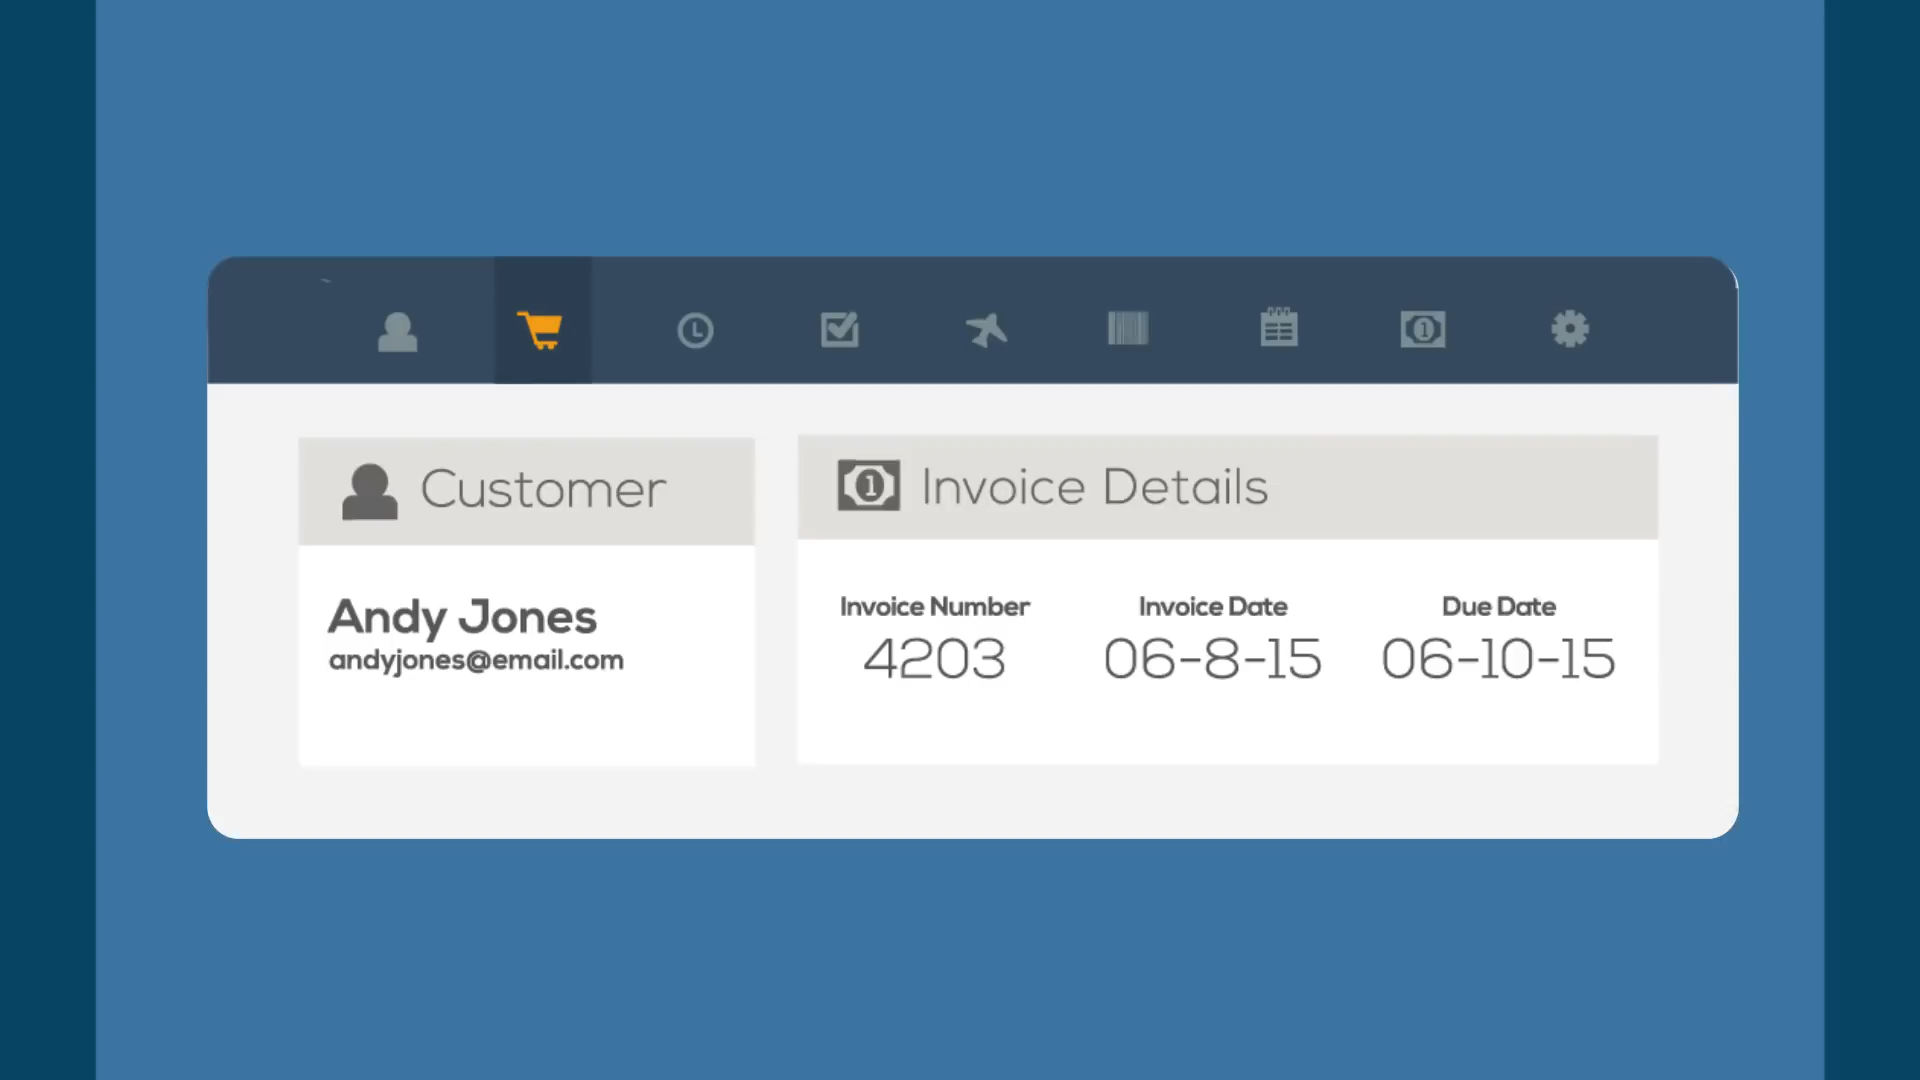 Customer
Andy Jones
andyjones@email.com
Invoice Details
Invoice Number
4203
Invoice Date
06-8-15
Due Date
06-10-15